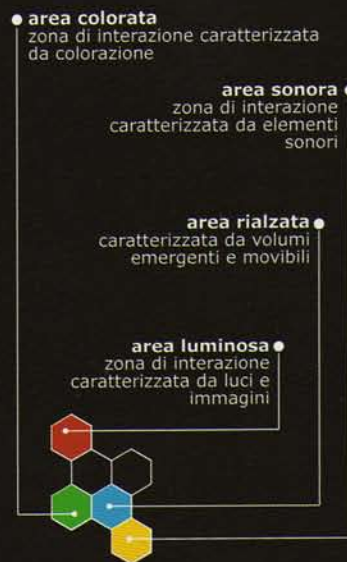 area colorata
zona di interazione caratterizzata
da colorazione
area sonora
zona di interazione
caratterizzata da elementi
sonori
area rialzata
caratterizzata da volumi
emergenti e movibili
area luminosa
zona di interazione
caratterizzata da luci e
immagini